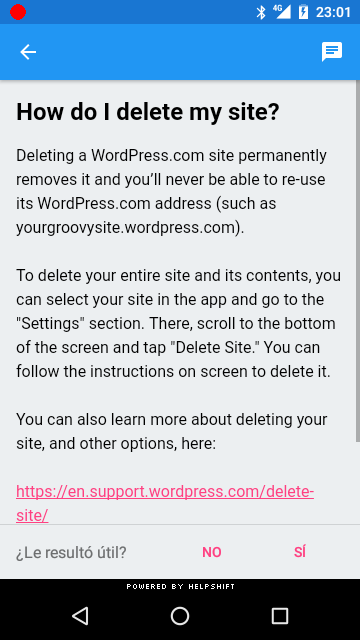 4G 23:01
How do I delete my site?
Deleting a WordPress.com site permanently
removes it and you’ll never be able to re-use
its WordPress.com address (such as
yourgroovysite.wordpress.com).
To delete your entire site and its contents, you
can select your site in the app and go to the
"Settings" section. There, scroll to the bottom
of the screen and tap "Delete Site." You can
follow the instructions on screen to delete it.
You can also learn more about deleting your
site, and other options, here:
https://en.support.wordpress.com/delete-
site/
¿Le resultó útil? NO SÍ
POWERED BY HELPSHIFT